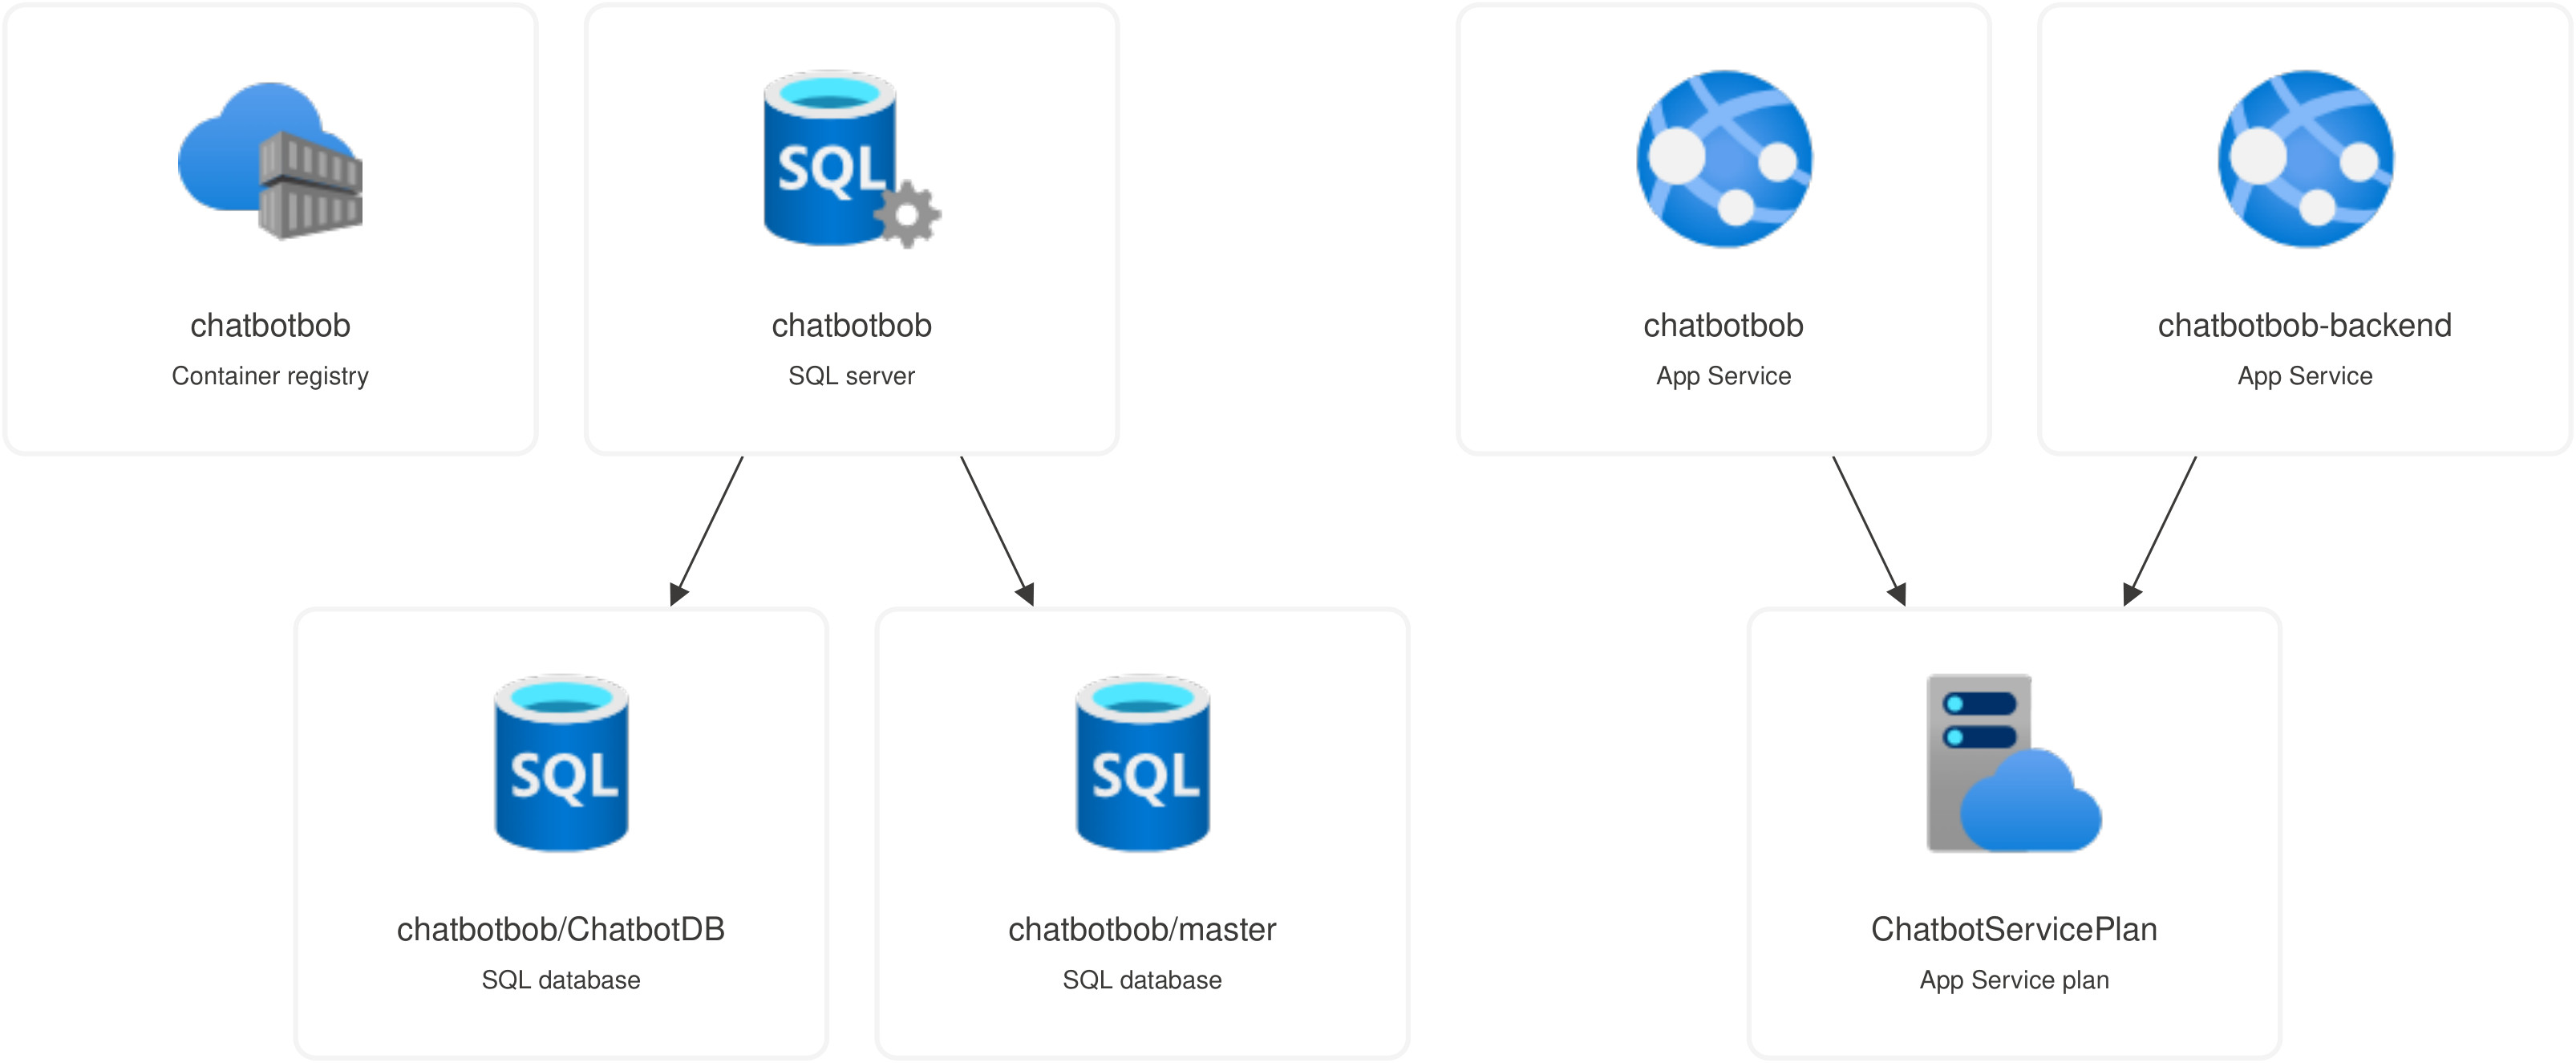 SQL
chatbotbob
Container registry
chatbotbob
SQL server
chatbotbob
App Service
chatbotbob-backend
App Service
SQL
SQL
chatbotbob/ChatbotDB
SQL database
chatbotbob/master
SQL database
ChatbotServicePlan
App Service plan